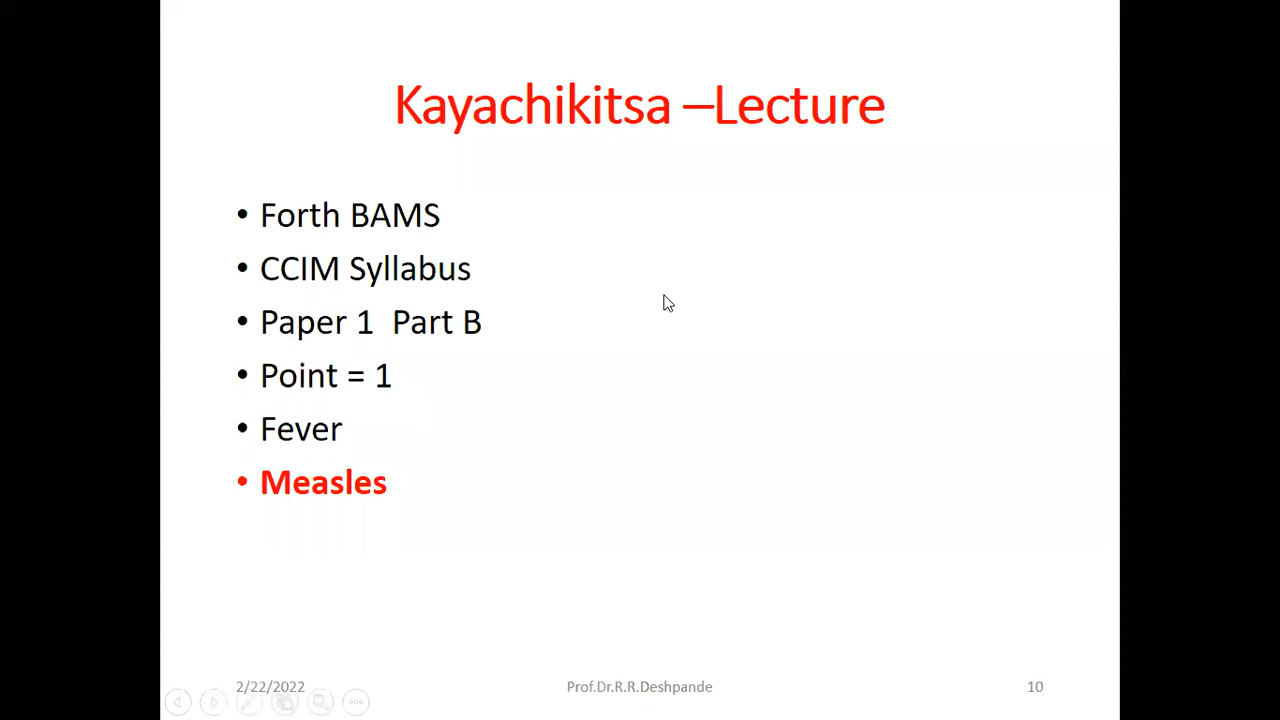 Kayachikitsa –Lecture
• Forth BAMS
• CCIM Syllabus
• Paper 1  Part B
• Point = 1
• Fever
• Measles
2/22/2022
Prof.Dr.R.R.Deshpande
10